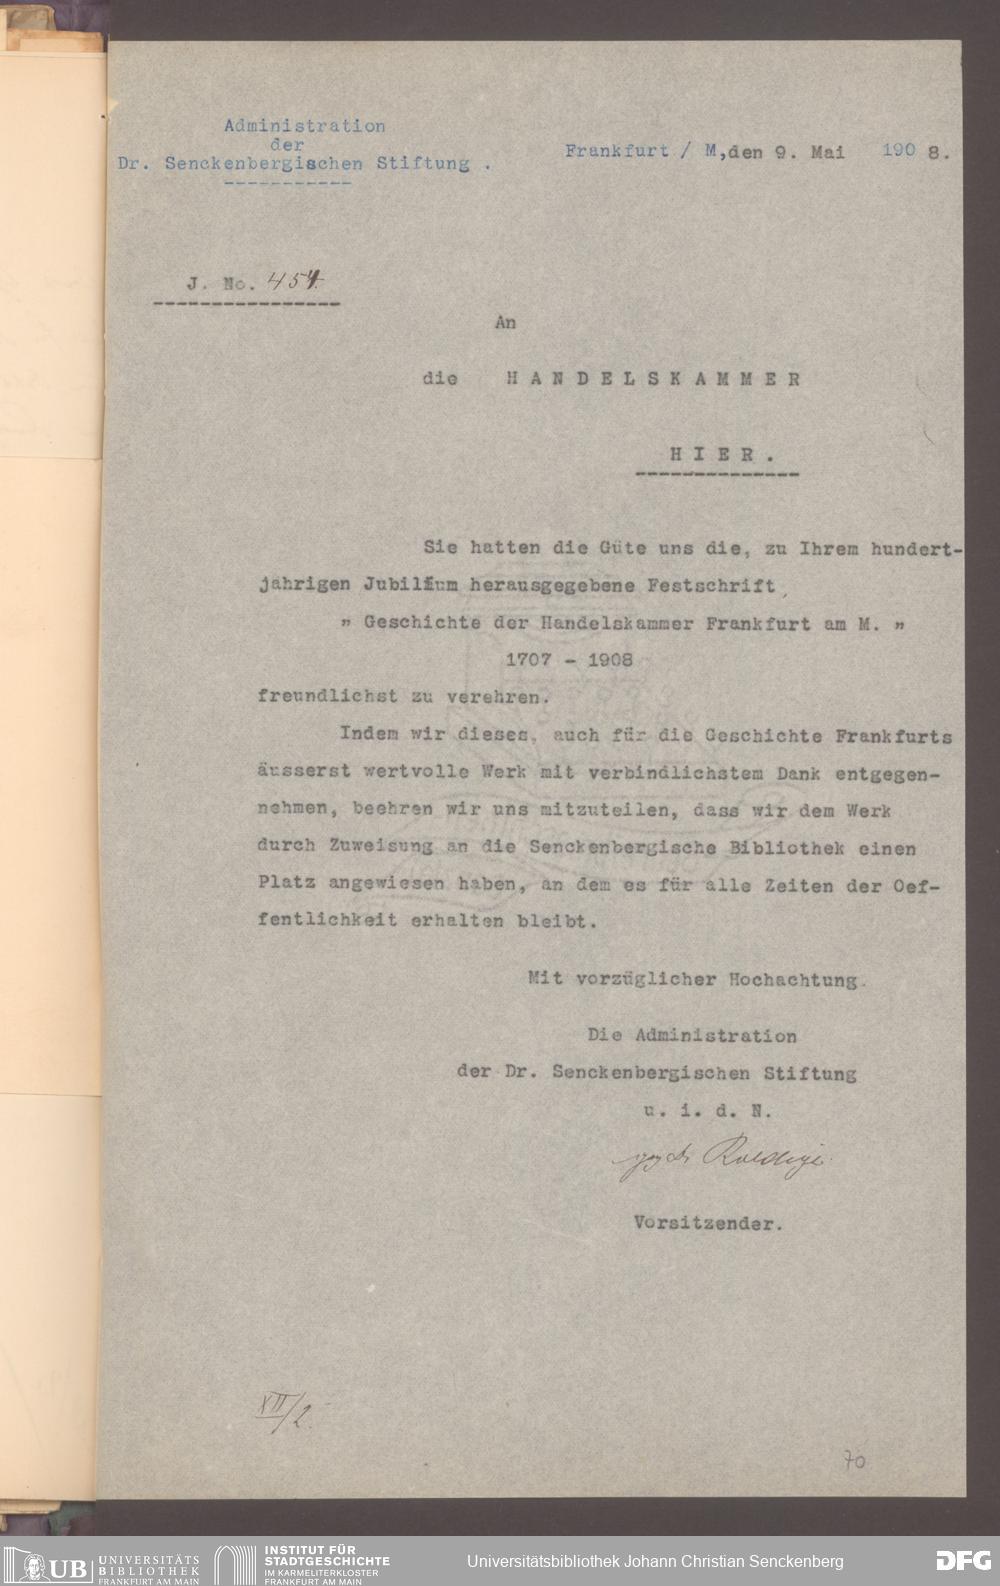 Administration
der
Dr. Senckenbergischen Stiftung .
Frankfurt / M, den 9. Mai 1908.
J. No. 454.
An
die HANDELSKAMMER
HIER.
Sie hatten die Güte uns die, zu Ihrem hundert-
jährigen Jubiläum herausgegebene Festschrift,
" Geschichte der Handelskammer Frankfurt am M. "
1707 - 1908
freundlichst zu verehren.
Indem wir dieses, auch für die Geschichte Frankfurts
äusserst wertvolle Werk mit verbindlichstem Dank entgegen-
nehmen, beehren wir uns mitzuteilen, dass wir dem Werk
durch Zuweisung an die Senckenbergische Bibliothek einen
Platz angewiesen haben, an dem es für alle Zeiten der Oef-
fentlichkeit erhalten bleibt.
Mit vorzüglicher Hochachtung.
Die Administration
der Dr. Senckenbergischen Stiftung
u. i. d. N.
Vorsitzender.
XII/2.
70
UB UNIVERSITÄTS
BIBLIOTHEK
FRANKFURT AM MAIN
INSTITUT FÜR
STADTGESCHICHTE
IM KARMELITERKLOSTER
FRANKFURT AM MAIN
Universitätsbibliothek Johann Christian Senckenberg
DFG